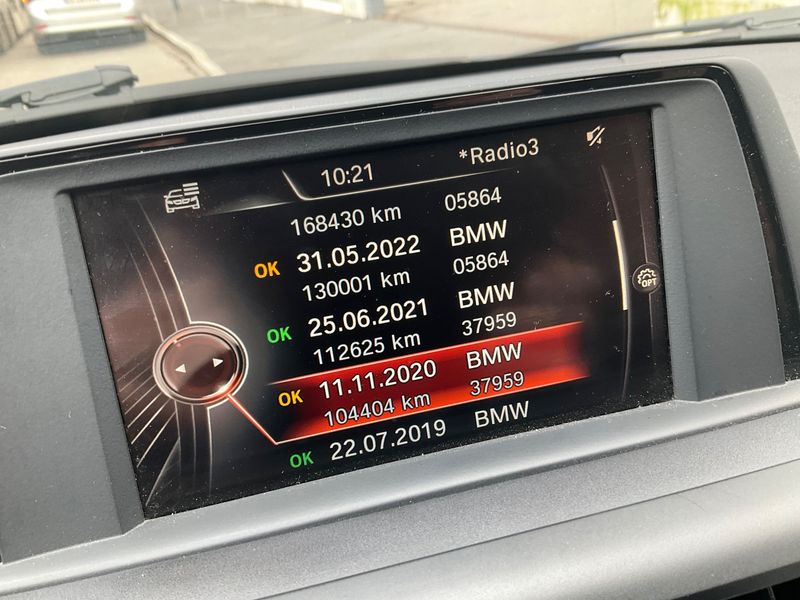 10:21 *Radio3
168430 km 05864
OK 31.05.2022 BMW
130001 km 05864
OK 25.06.2021 BMW
112625 km 37959
OK 11.11.2020 BMW
104404 km 37959
OK 22.07.2019 BMW
OPT